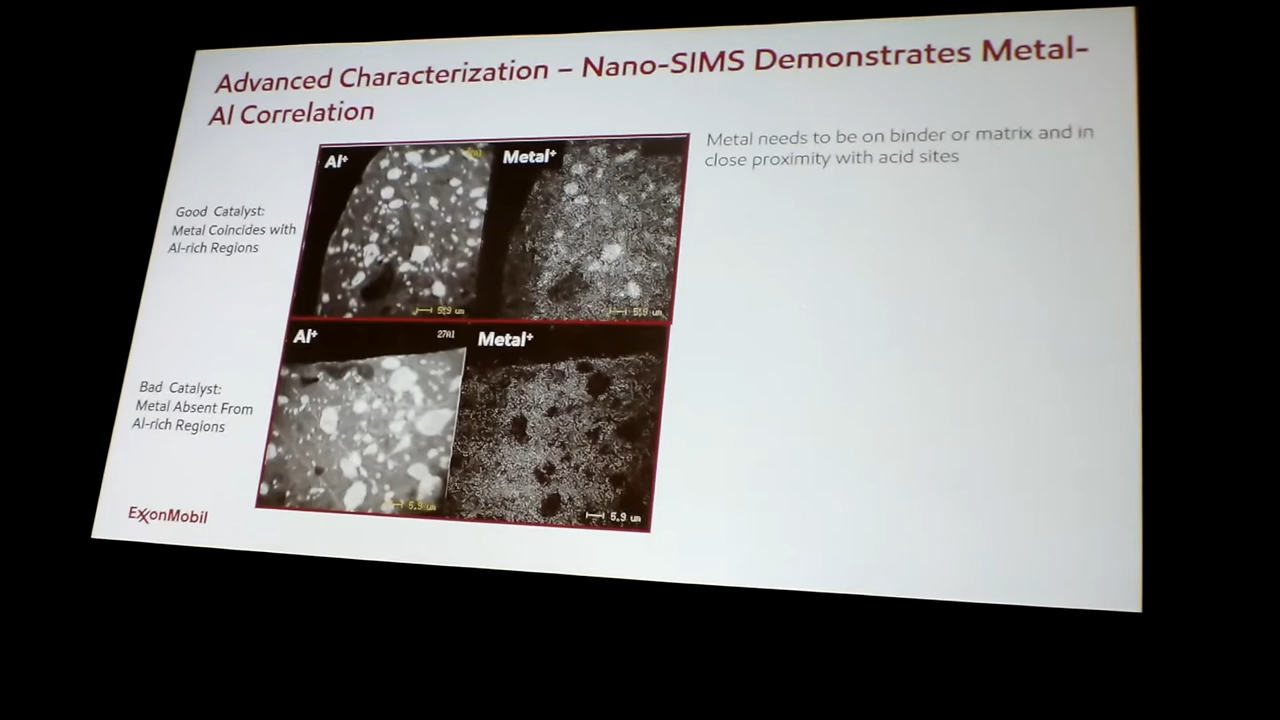 Advanced Characterization – Nano-SIMS Demonstrates Metal-
Al Correlation
Metal needs to be on binder or matrix and in
close proximity with acid sites
Good Catalyst:
Metal Coincides with
Al-rich Regions
Al⁺
Metal⁺
Bad Catalyst:
Metal Absent From
Al-rich Regions
Al⁺
27Al
Metal⁺
5.9 um
5.9 um
ExxonMobil